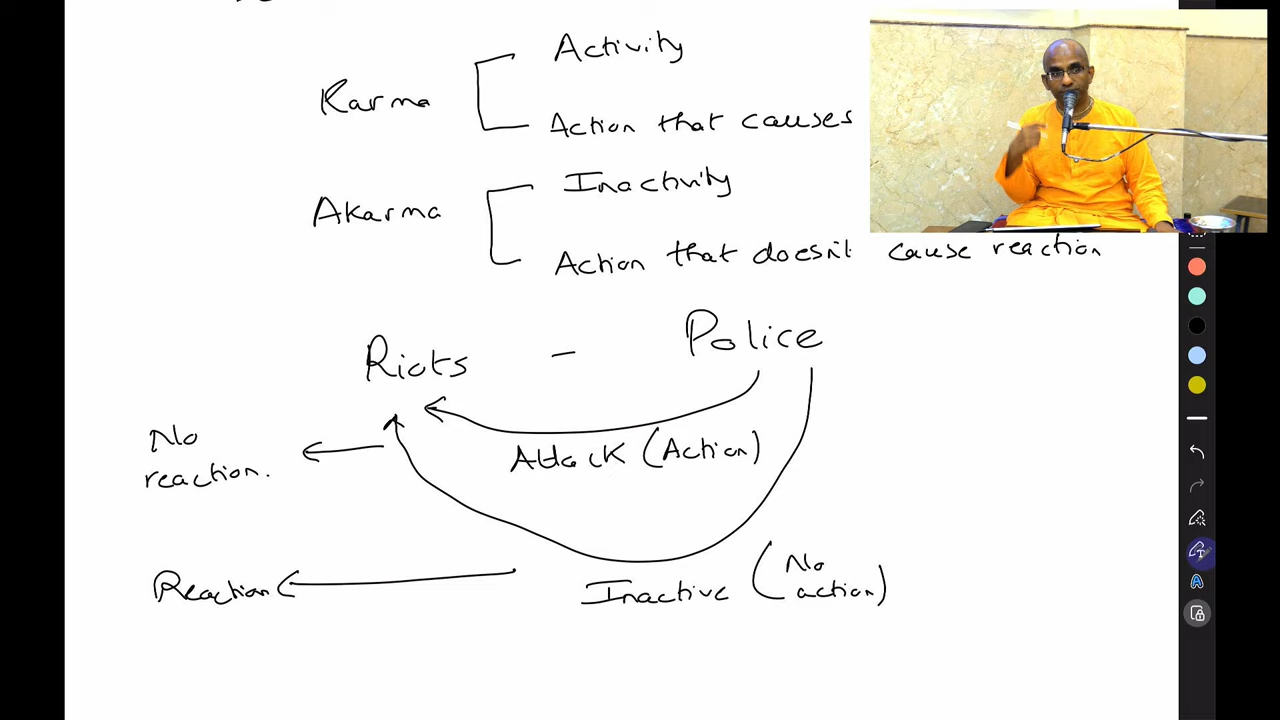 Karma
Activity
Action that causes
Akarma
Inactivity
Action that doesn't cause reaction
Riots – Police
Attack (Action)
No
reaction.
Reaction
Inactive (No
action)